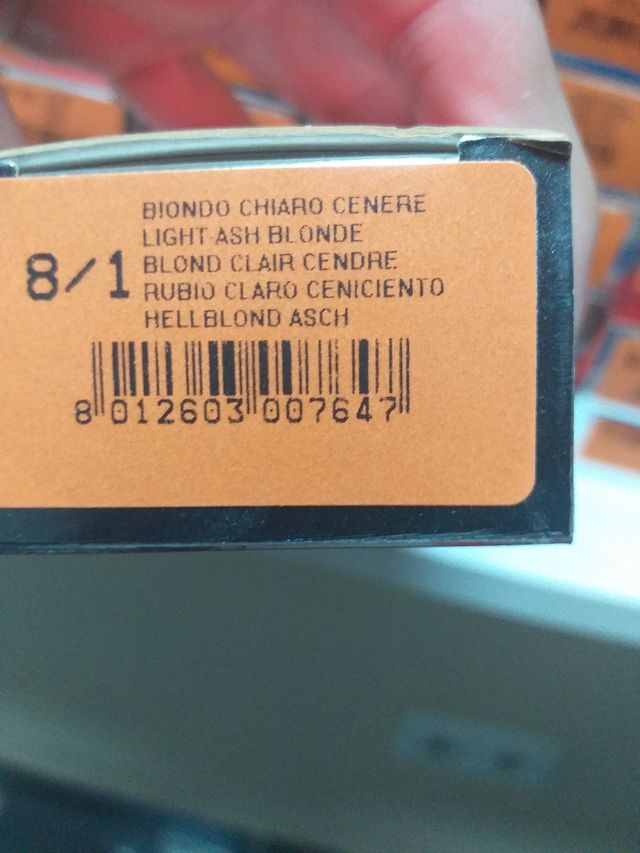 8/1
BIONDO CHIARO CENERE
LIGHT ASH BLONDE
BLOND CLAIR CENDRE
RUBIO CLARO CENICIENTO
HELLBLOND ASCH
8 012603 007647